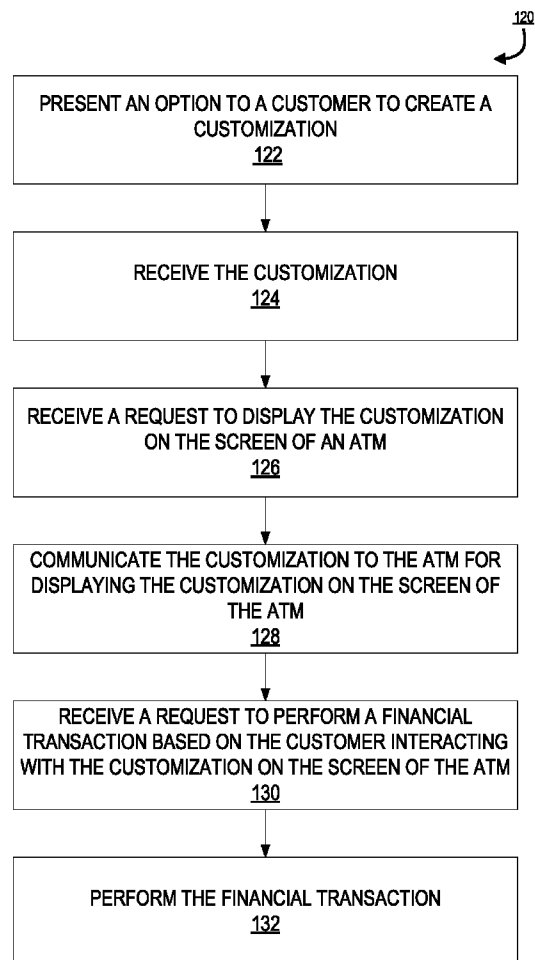 120
PRESENT AN OPTION TO A CUSTOMER TO CREATE A
CUSTOMIZATION
122
RECEIVE THE CUSTOMIZATION
124
RECEIVE A REQUEST TO DISPLAY THE CUSTOMIZATION
ON THE SCREEN OF AN ATM
126
COMMUNICATE THE CUSTOMIZATION TO THE ATM FOR
DISPLAYING THE CUSTOMIZATION ON THE SCREEN OF
THE ATM
128
RECEIVE A REQUEST TO PERFORM A FINANCIAL
TRANSACTION BASED ON THE CUSTOMER INTERACTING
WITH THE CUSTOMIZATION ON THE SCREEN OF THE ATM
130
PERFORM THE FINANCIAL TRANSACTION
132